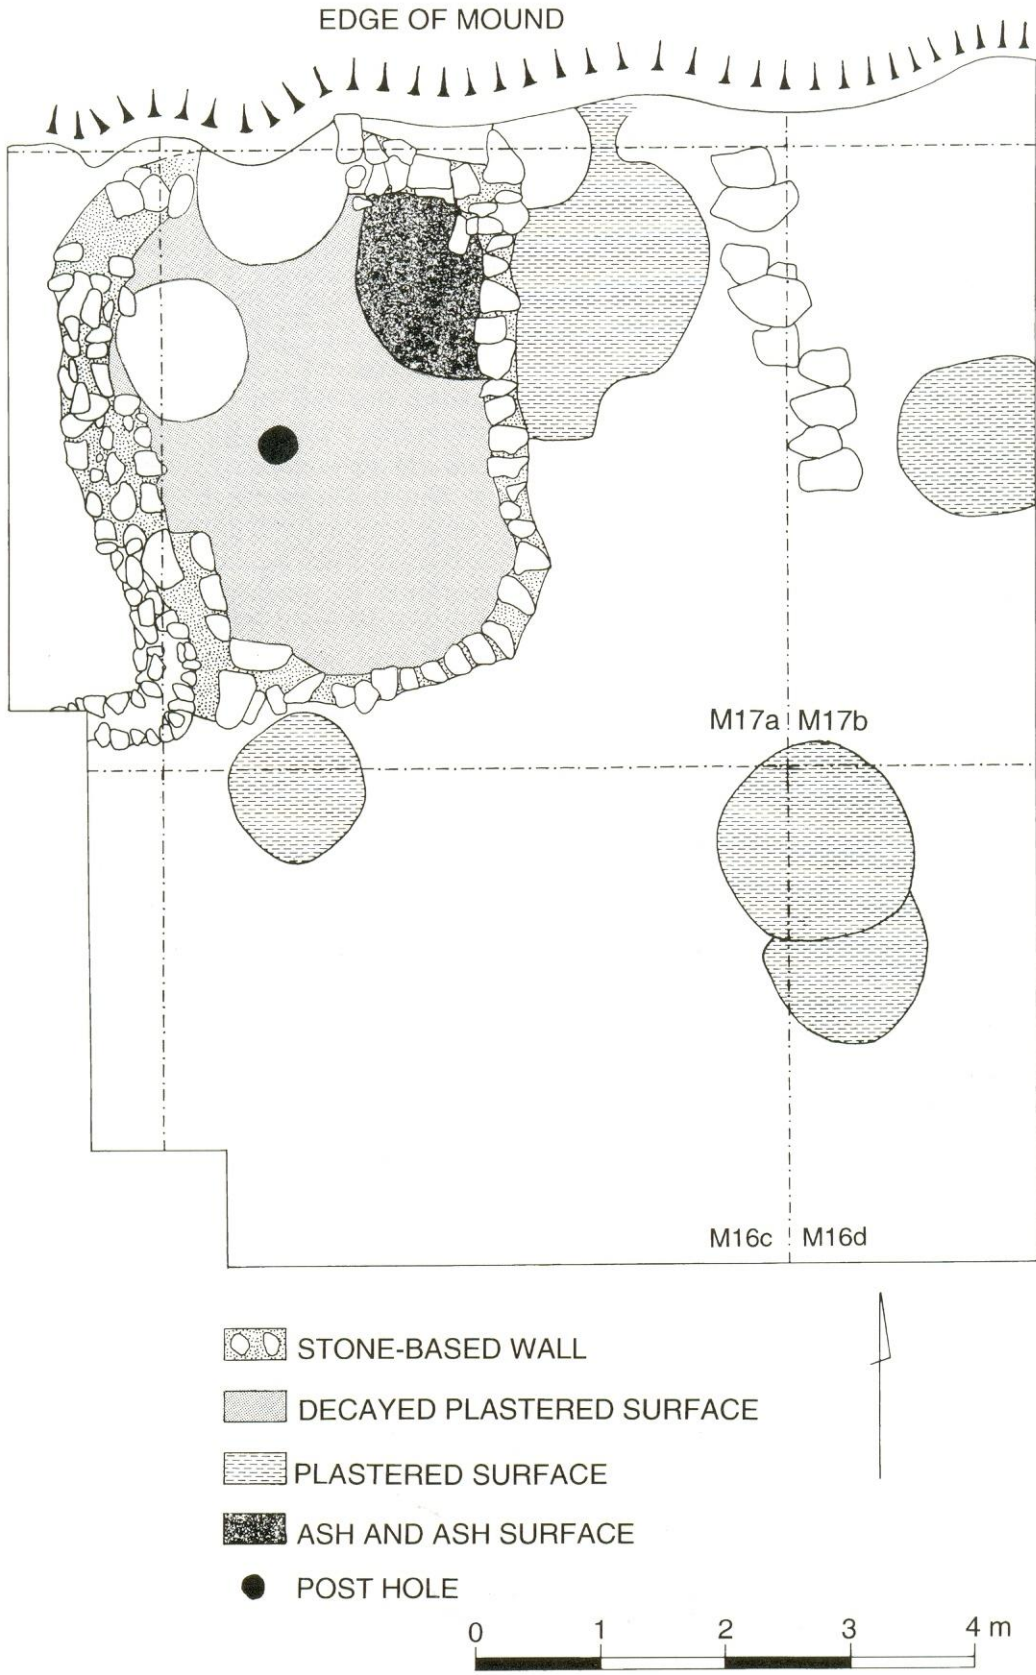 EDGE OF MOUND
M17a M17b
M16c M16d
STONE-BASED WALL
DECAYED PLASTERED SURFACE
PLASTERED SURFACE
ASH AND ASH SURFACE
POST HOLE
0 1 2 3 4 m